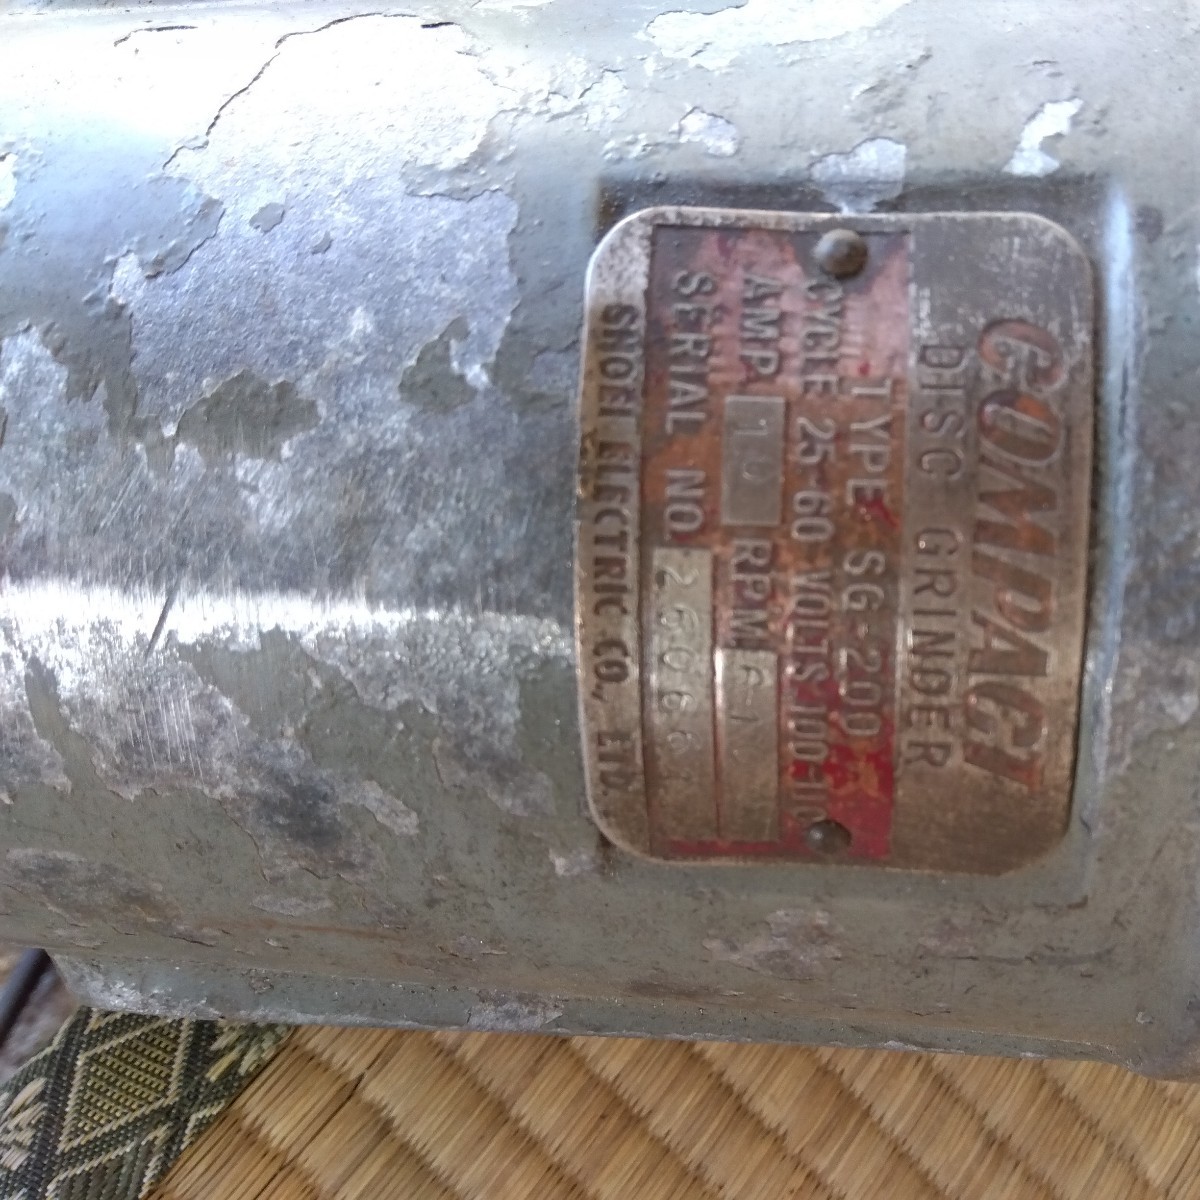 COMPACT
DISC GRINDER
TYPE SG-200
CYCLE 25-60 VOLTS 100-110
AMP. 10 RPM
SERIAL NO.
SHOEI ELECTRIC CO., LTD.